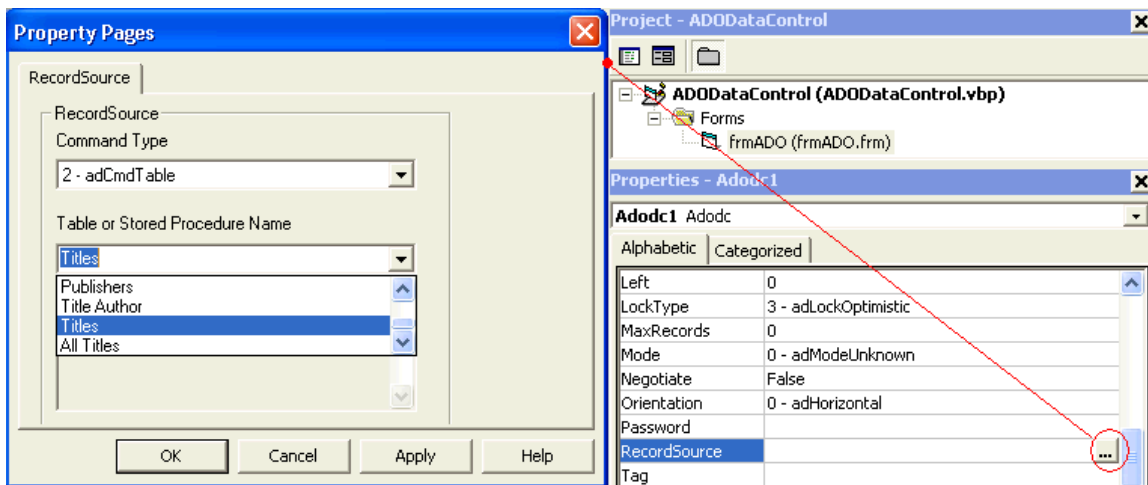 Property Pages
RecordSource
RecordSource
Command Type
2 - adCmdTable
Table or Stored Procedure Name
Titles
Publishers
Title Author
Titles
All Titles
OK Cancel Apply Help
Project - ADODataControl
ADODataControl (ADODataControl.vbp)
Forms
frmADO (frmADO.frm)
Properties - Adodc1
Adodc1 Adodc
Alphabetic Categorized
Left 0
LockType 3 - adLockOptimistic
MaxRecords 0
Mode 0 - adModeUnknown
Negotiate False
Orientation 0 - adHorizontal
Password
RecordSource ...
Tag